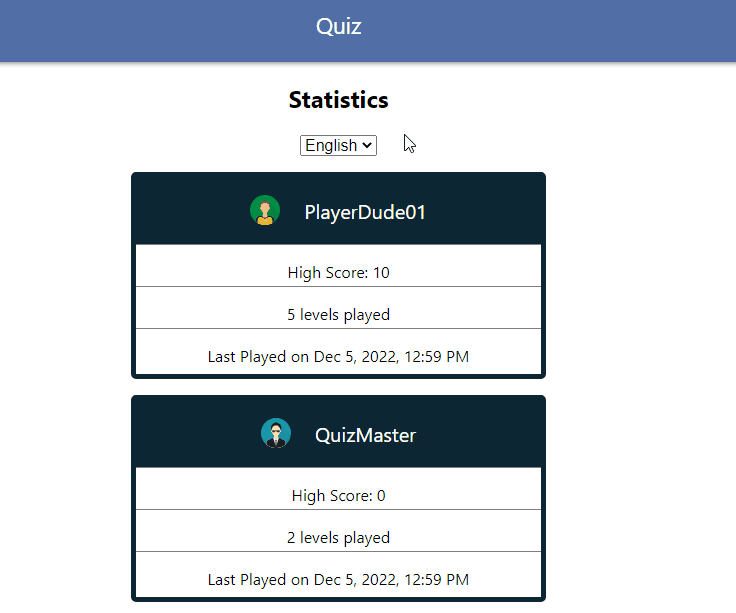 Quiz
Statistics
English
PlayerDude01
High Score: 10
5 levels played
Last Played on Dec 5, 2022, 12:59 PM
QuizMaster
High Score: 0
2 levels played
Last Played on Dec 5, 2022, 12:59 PM